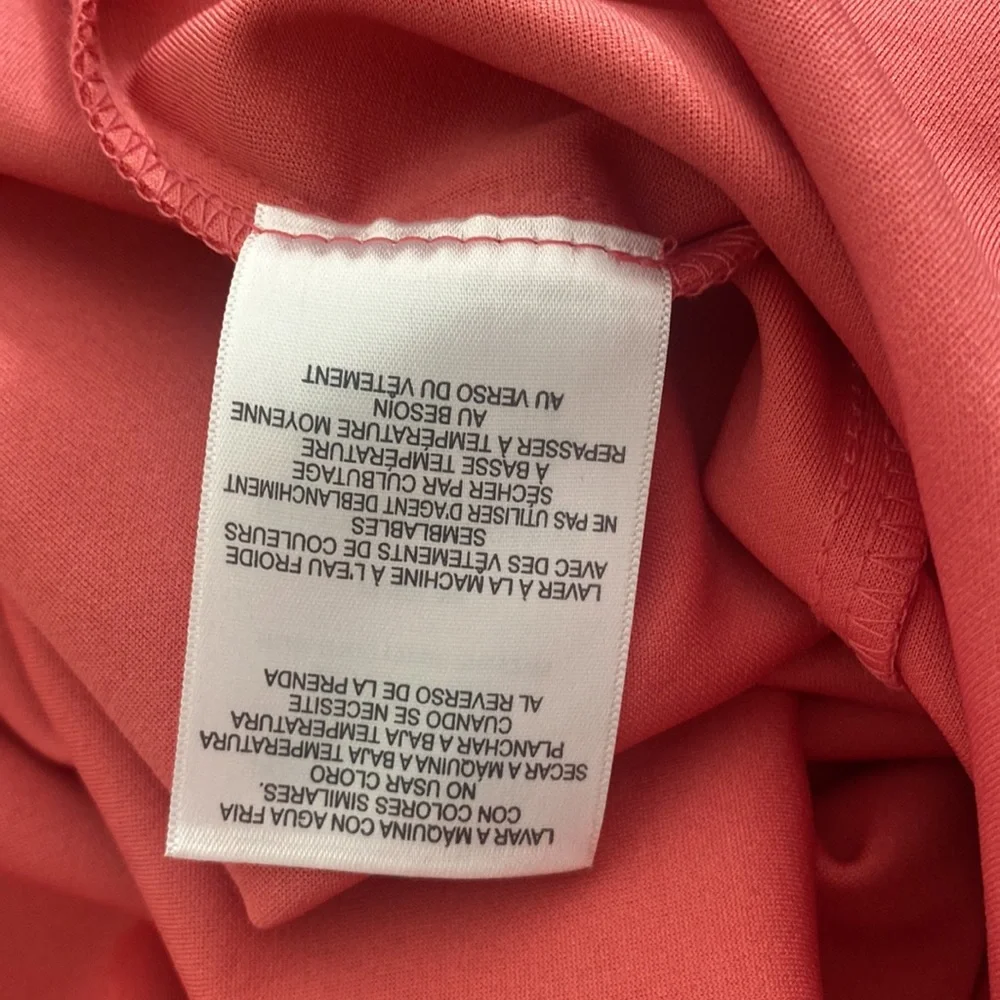 LAVAR A MÁQUINA CON AGUA FRIA
CON COLORES SIMILARES.
NO USAR CLORO
SECAR A MÁQUINA A BAJA TEMPERATURA
PLANCHAR A BAJA TEMPERATURA
CUANDO SE NECESITE
AL REVERSO DE LA PRENDA
LAVER À LA MACHINE À L'EAU FROIDE
AVEC DES VÊTEMENTS DE COULEURS
SEMBLABLES
NE PAS UTILISER D'AGENT DEBLANCHIMENT
SÉCHER PAR CULBUTAGE
À BASSE TEMPÉRATURE
REPASSER À TEMPÉRATURE MOYENNE
AU BESOIN
AU VERSO DU VÊTEMENT